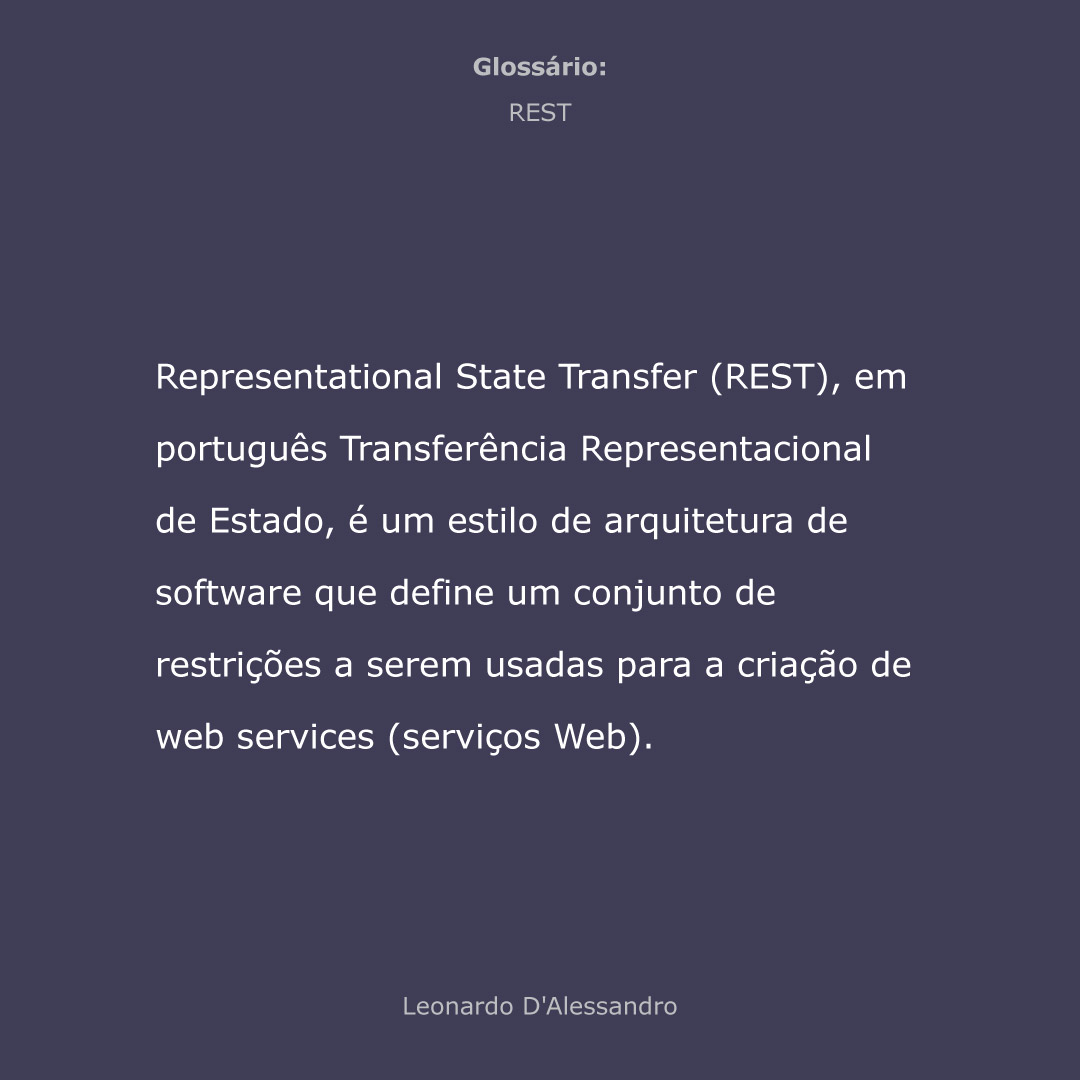 Glossário:
REST
Representational State Transfer (REST), em
português Transferência Representacional
de Estado, é um estilo de arquitetura de
software que define um conjunto de
restrições a serem usadas para a criação de
web services (serviços Web).
Leonardo D'Alessandro